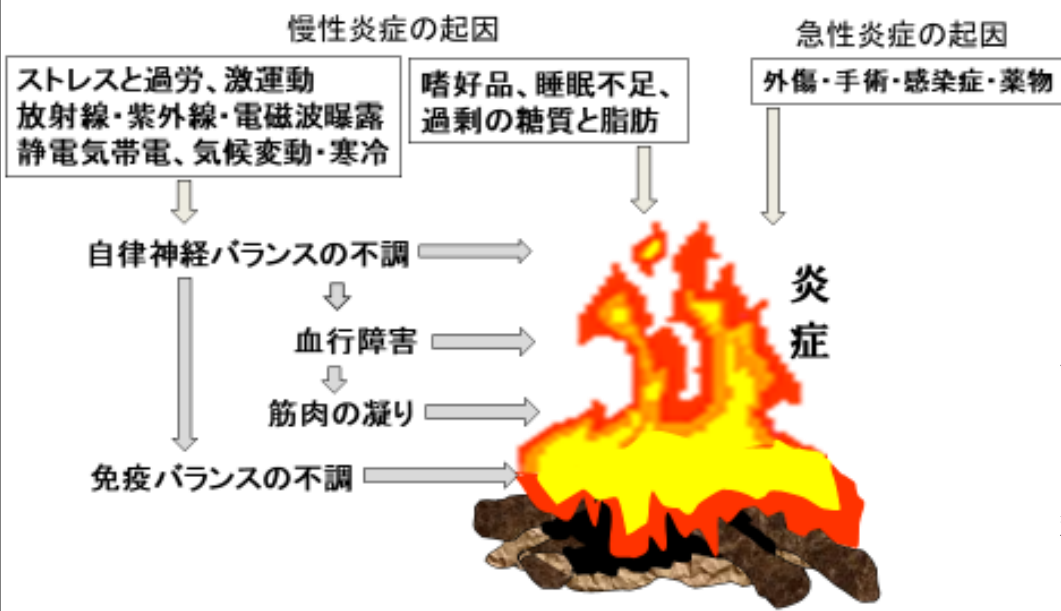 慢性炎症の起因
急性炎症の起因
ストレスと過労、激運動
放射線・紫外線・電磁波曝露
静電気帯電、気候変動・寒冷
嗜好品、睡眠不足、
過剰の糖質と脂肪
外傷・手術・感染症・薬物
自律神経バランスの不調
血行障害
筋肉の凝り
免疫バランスの不調
炎症